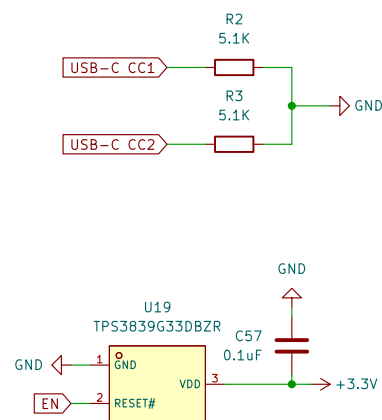 R2
5.1K
USB-C CC1
R3
5.1K
GND
USB-C CC2
GND
U19
TPS3839G33DBZR
C57
0.1uF
GND
1
GND
VDD
3
+3.3V
EN
2
RESET#